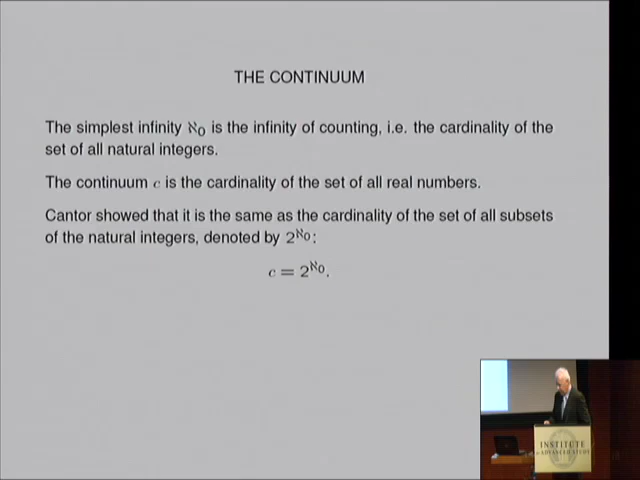 THE CONTINUUM
The simplest infinity ℵ₀ is the infinity of counting, i.e. the cardinality of the
set of all natural integers.
The continuum c is the cardinality of the set of all real numbers.
Cantor showed that it is the same as the cardinality of the set of all subsets
of the natural integers, denoted by 2^ℵ₀:
c = 2^ℵ₀.
INSTITUTE
ADVANCED STUDY